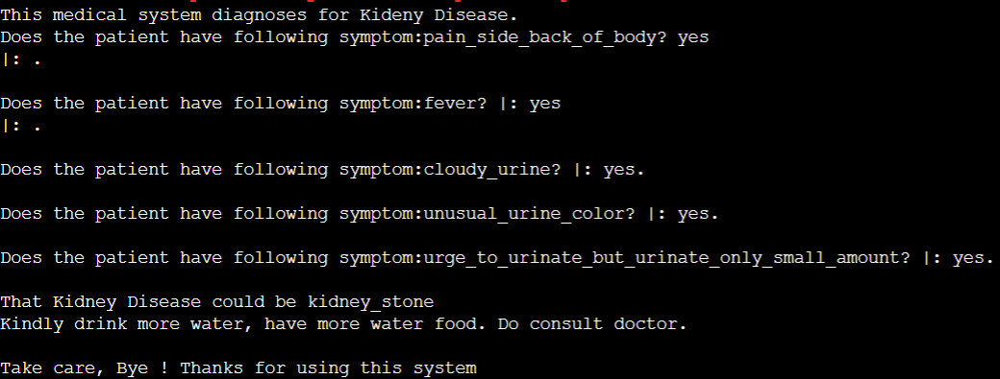 This medical system diagnoses for Kideny Disease.
Does the patient have following symptom:pain_side_back_of_body? yes
|: .
Does the patient have following symptom:fever? |: yes
|: .
Does the patient have following symptom:cloudy_urine? |: yes.
Does the patient have following symptom:unusual_urine_color? |: yes.
Does the patient have following symptom:urge_to_urinate_but_urinate_only_small_amount? |: yes.
That Kidney Disease could be kidney_stone
Kindly drink more water, have more water food. Do consult doctor.
Take care, Bye ! Thanks for using this system